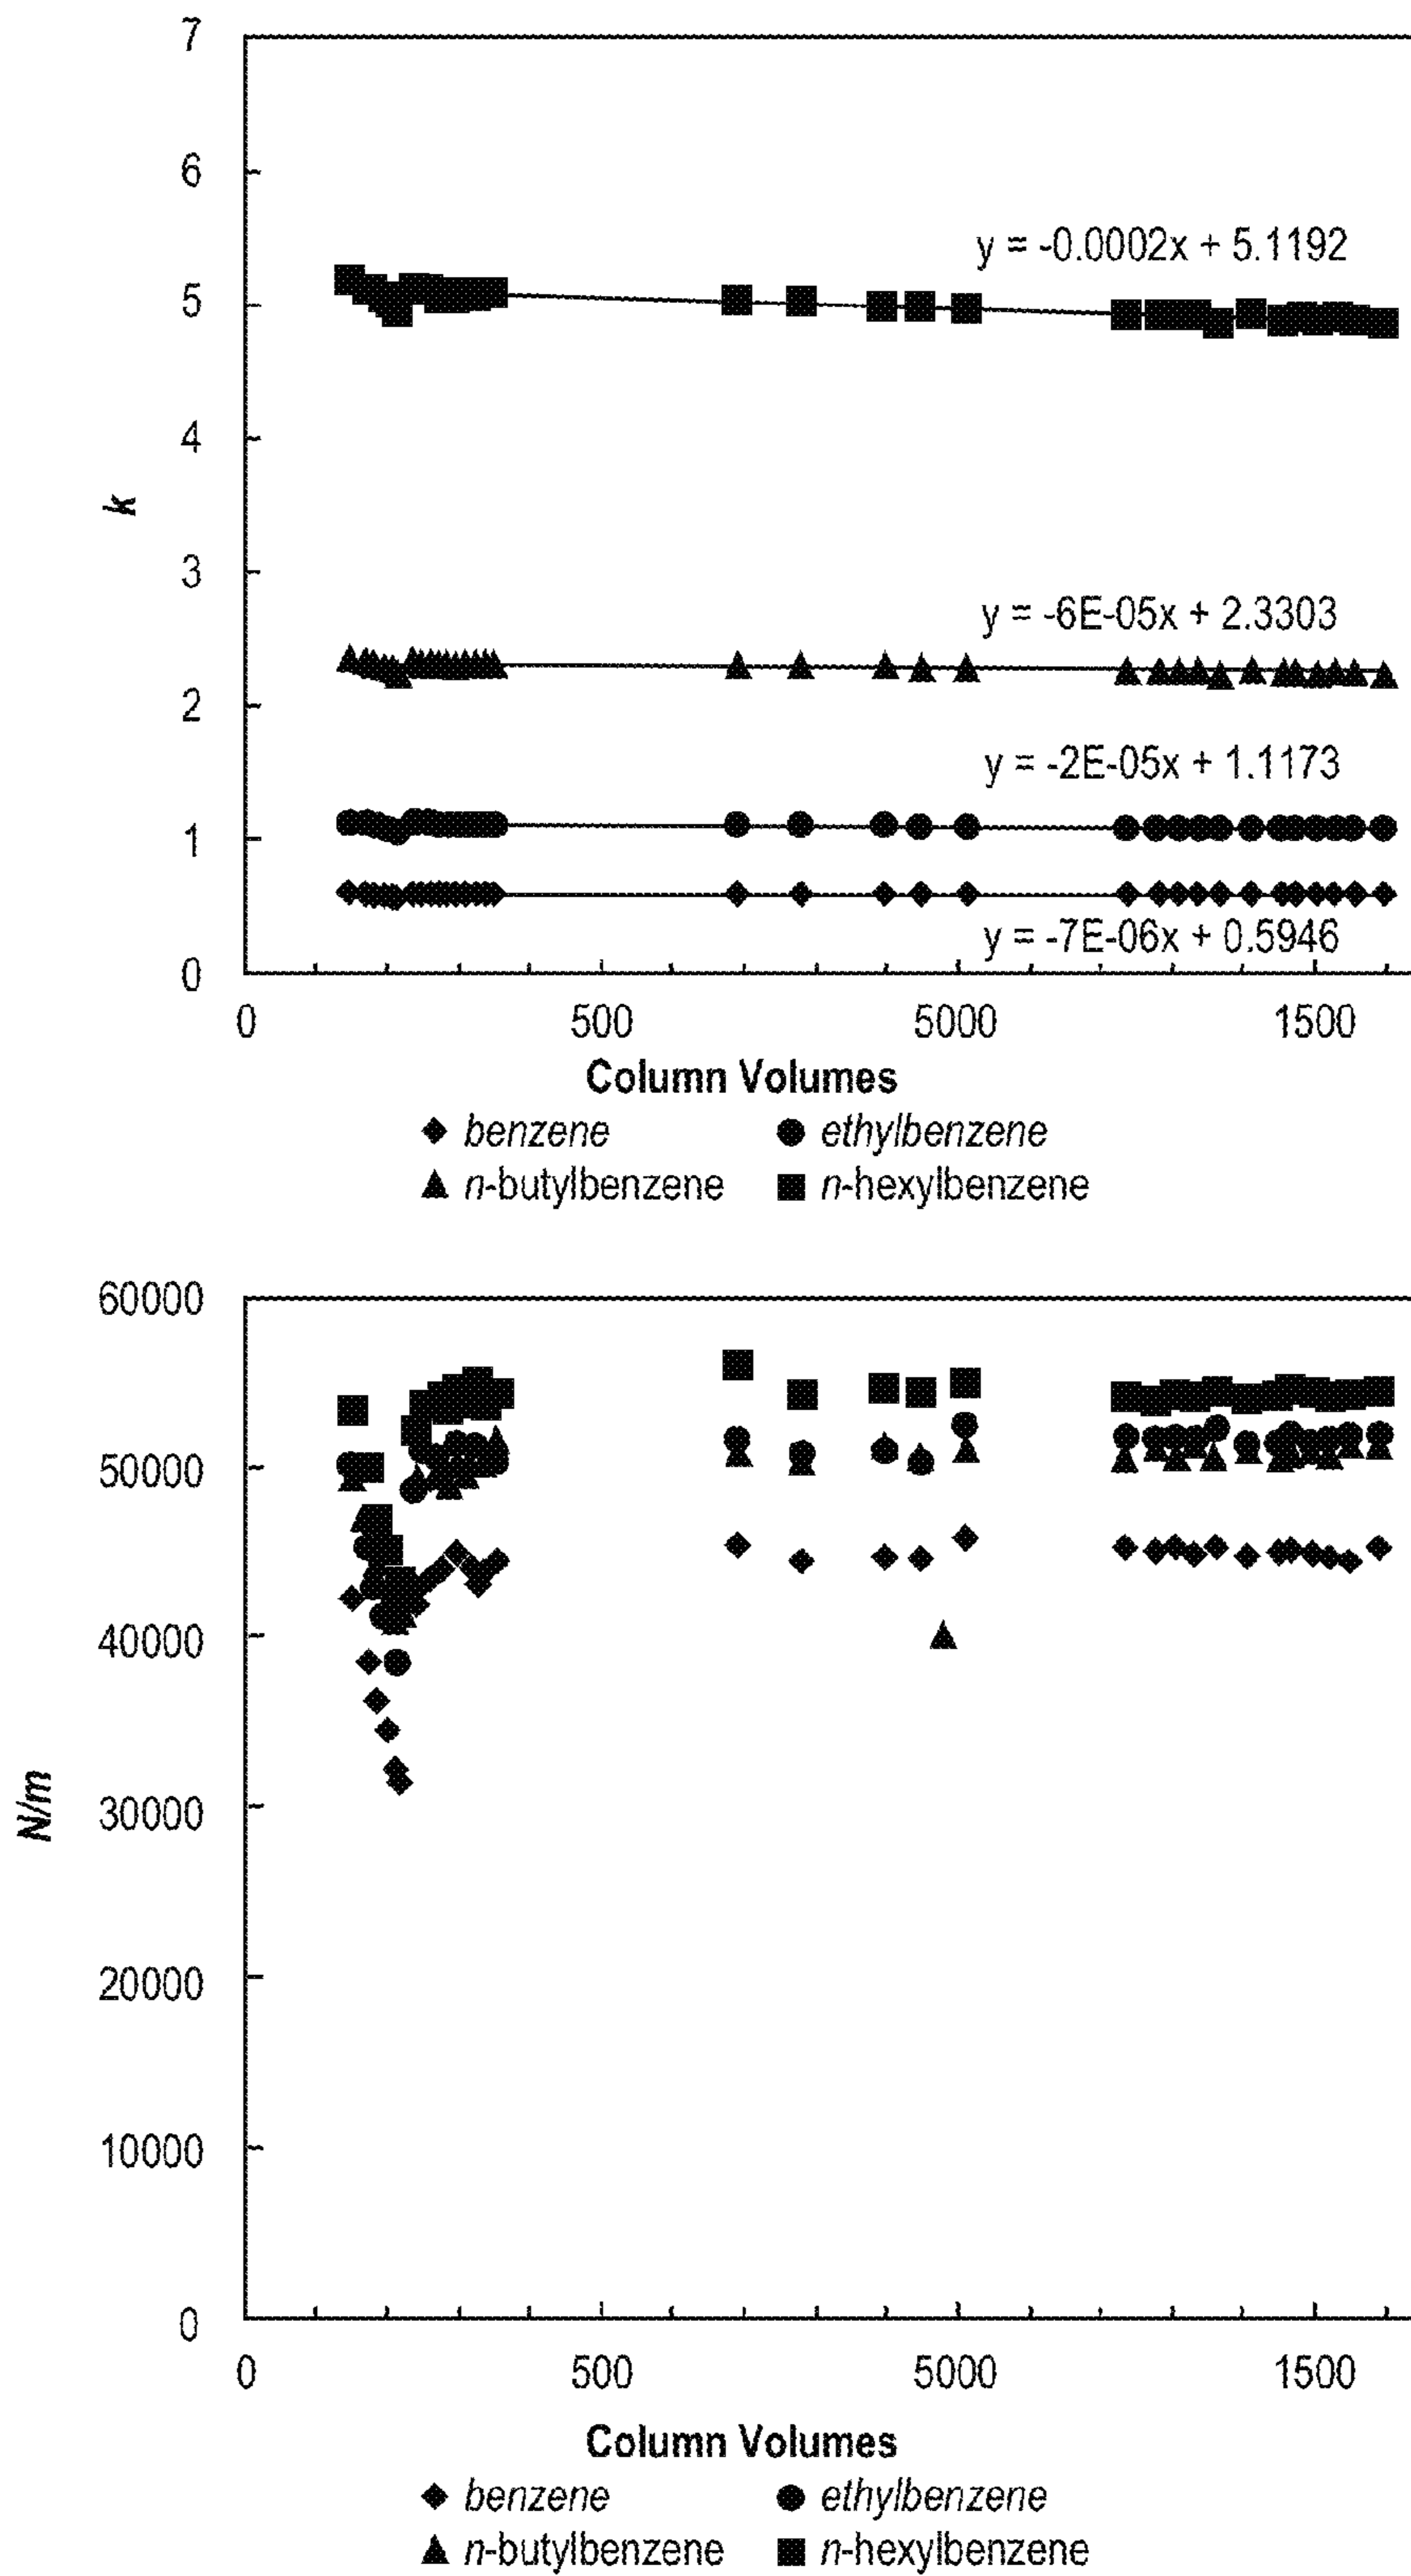 7
6
y = -0.0002x + 5.1192
5
4
k
3
y = -6E-05x + 2.3303
2
y = -2E-05x + 1.1173
1
y = -7E-06x + 0.5946
0
0 500 5000 1500
Column Volumes
benzene ethylbenzene
n-butylbenzene n-hexylbenzene
60000
50000
40000
N/m
30000
20000
10000
0
0 500 5000 1500
Column Volumes
benzene ethylbenzene
n-butylbenzene n-hexylbenzene